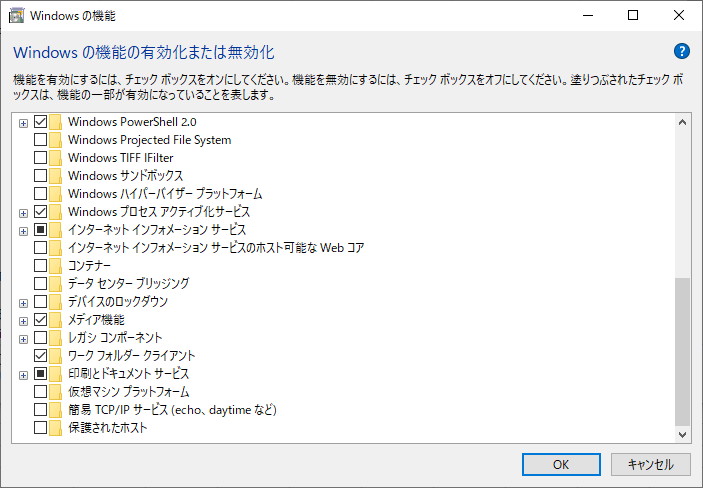 Windows の機能
Windows の機能の有効化または無効化
機能を有効にするには、チェック ボックスをオンにしてください。機能を無効にするには、チェック ボックスをオフにしてください。塗りつぶされたチェック ボ
ックスは、機能の一部が有効になっていることを表します。
Windows PowerShell 2.0
Windows Projected File System
Windows TIFF IFilter
Windows サンドボックス
Windows ハイパーバイザー プラットフォーム
Windows プロセス アクティブ化サービス
インターネット インフォメーション サービス
インターネット インフォメーション サービスのホスト可能な Web コア
コンテナー
データ センター ブリッジング
デバイスのロックダウン
メディア機能
レガシ コンポーネント
ワーク フォルダー クライアント
印刷とドキュメント サービス
仮想マシン プラットフォーム
簡易 TCP/IP サービス (echo、daytime など)
保護されたホスト
OK
キャンセル